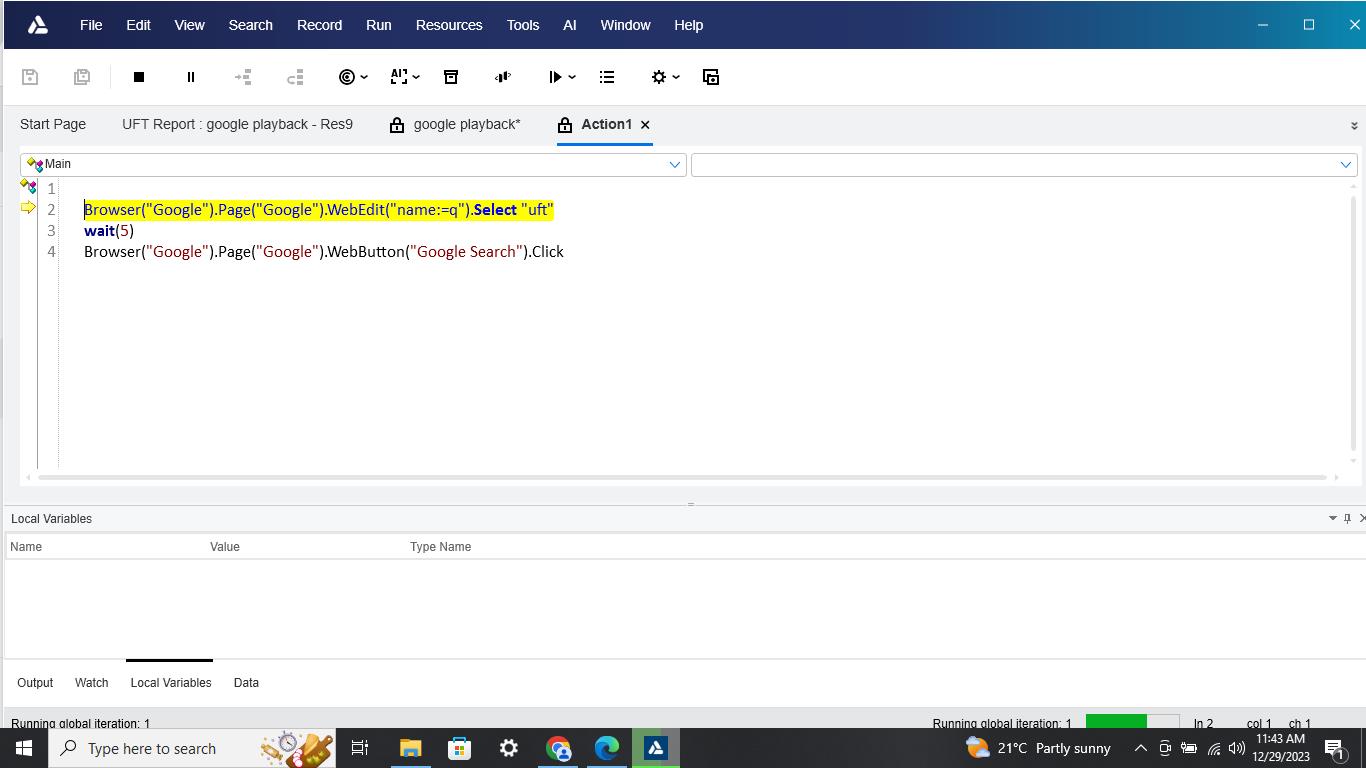 File Edit View Search Record Run Resources Tools AI Window Help
AI
Start Page UFT Report : google playback - Res9 google playback* Action1
Main
1
2 Browser("Google").Page("Google").WebEdit("name:=q").Select "uft"
3 wait(5)
4 Browser("Google").Page("Google").WebButton("Google Search").Click
Local Variables
Name Value Type Name
Output Watch Local Variables Data
Running global iteration: 1 Running global iteration: 1 ln 2 col 1 ch 1
Type here to search 21°C Partly sunny 11:43 AM
12/29/2023 1